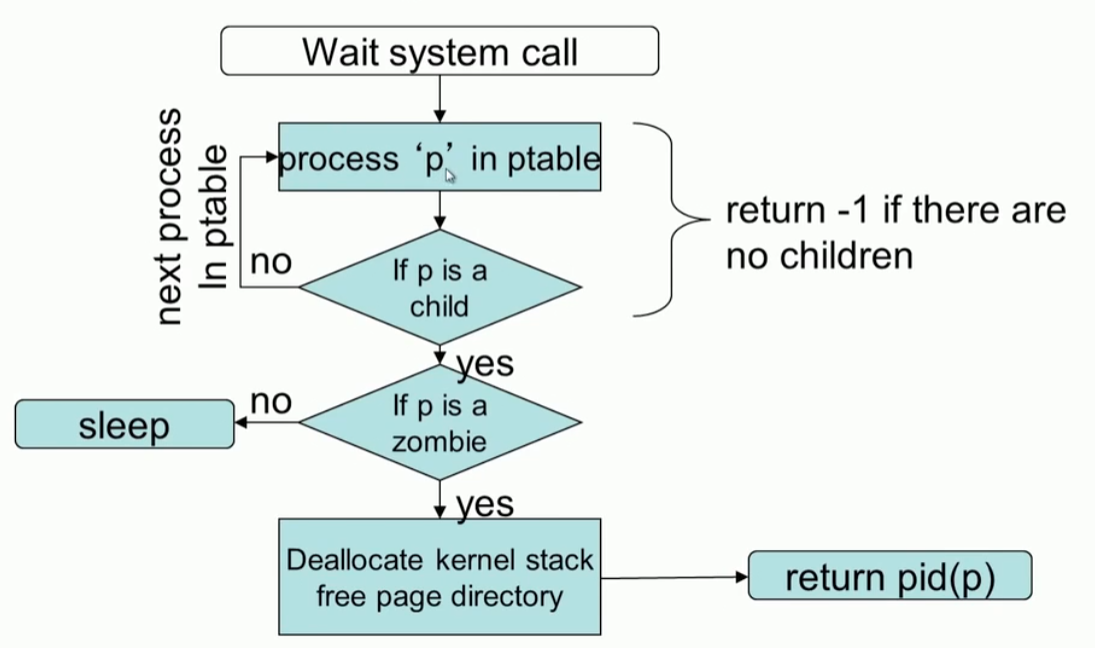 Wait system call
next process
In ptable
process ‘p’ in ptable
return -1 if there are
no children
no
If p is a
child
yes
no
If p is a
zombie
sleep
yes
Deallocate kernel stack
free page directory
return pid(p)